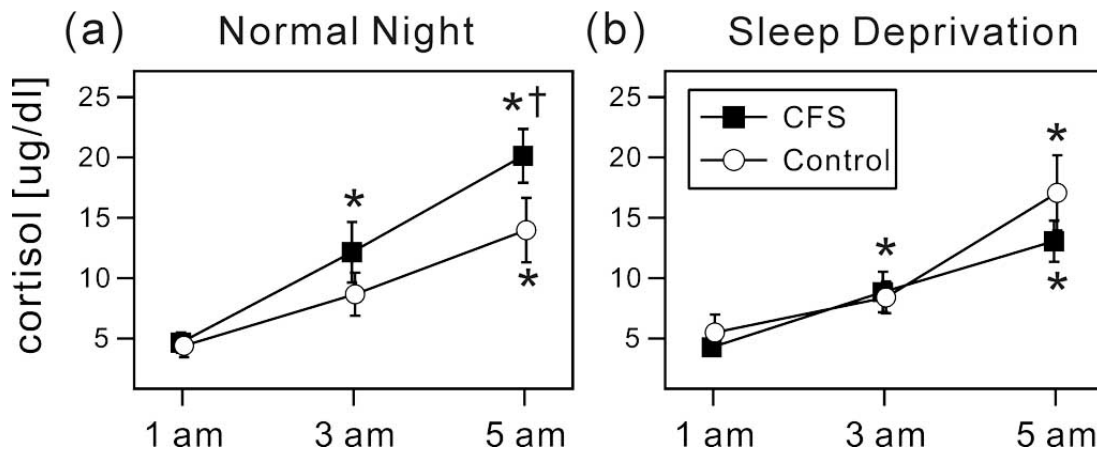 (a) Normal Night
(b) Sleep Deprivation
cortisol [ug/dl]
25
20
15
10
5
* *† *
1 am 3 am 5 am
CFS
Control
25
20
15
10
5
* * *
1 am 3 am 5 am